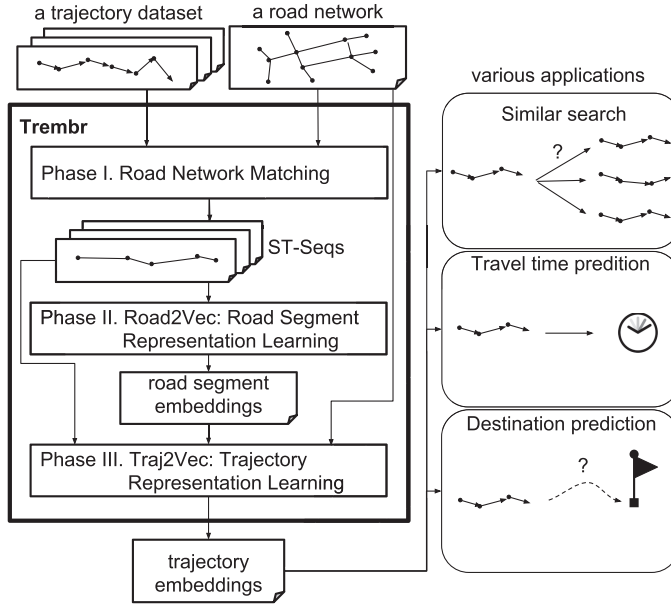 a trajectory dataset
a road network
Trembr
Phase I. Road Network Matching
ST-Seqs
Phase II. Road2Vec: Road Segment
Representation Learning
road segment
embeddings
Phase III. Traj2Vec: Trajectory
Representation Learning
trajectory
embeddings
various applications
Similar search
?
Travel time predition
Destination prediction
?